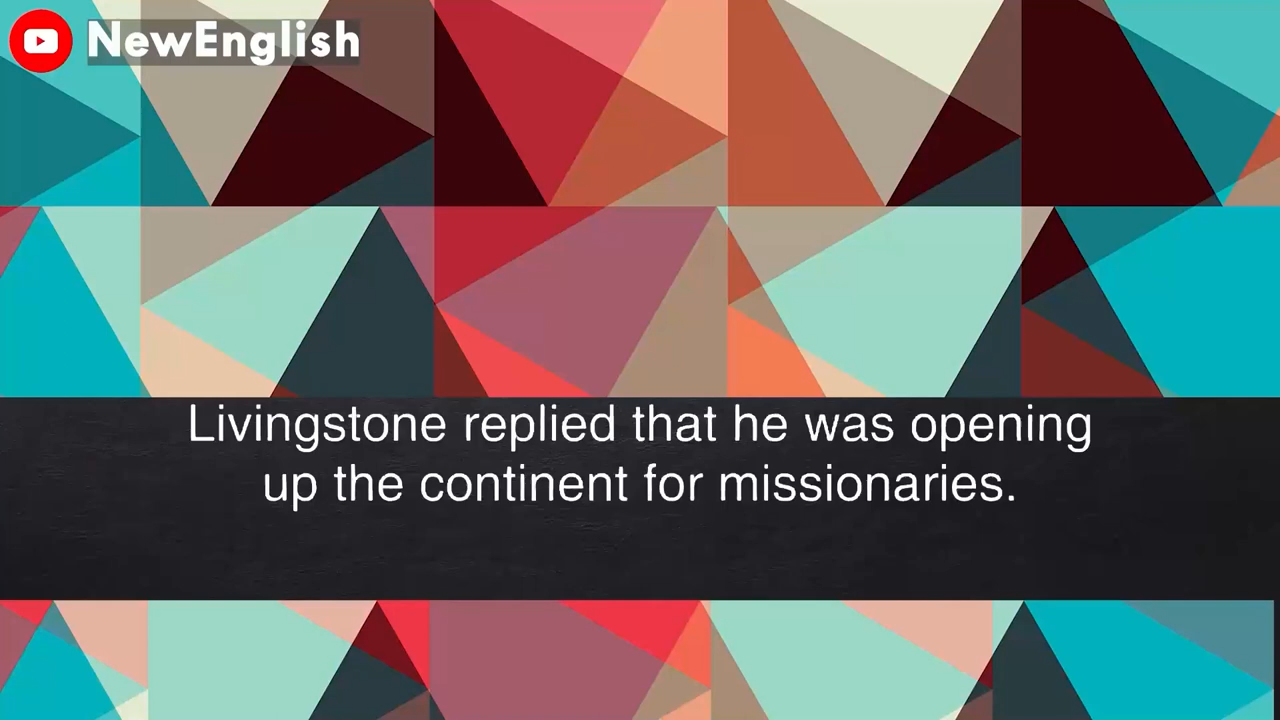 NewEnglish
Livingstone replied that he was opening
up the continent for missionaries.